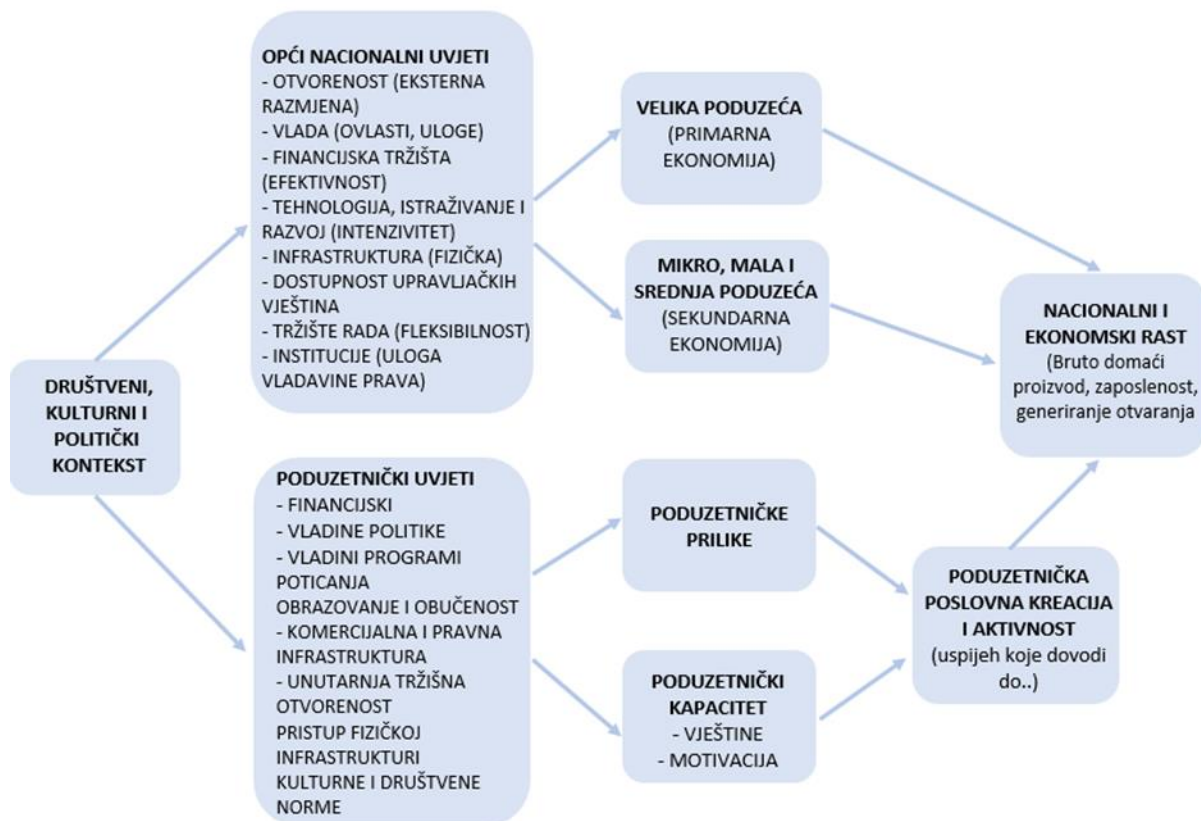 DRUŠTVENI,
KULTURNI I
POLITIČKI
KONTEKST
OPĆI NACIONALNI UVJETI
- OTVORENOST (EKSTERNA
RAZMJENA)
- VLADA (OVLASTI, ULOGE)
- FINANCIJSKA TRŽIŠTA
(EFEKTIVNOST)
- TEHNOLOGIJA, ISTRAŽIVANJE I
RAZVOJ (INTENZIVITET)
- INFRASTRUKTURA (FIZIČKA)
- DOSTUPNOST UPRAVLJAČKIH
VJEŠTINA
- TRŽIŠTE RADA (FLEKSIBILNOST)
- INSTITUCIJE (ULOGA
VLADAVINE PRAVA)
VELIKA PODUZEĆA
(PRIMARNA
EKONOMIJA)
MIKRO, MALA I
SREDNJA PODUZEĆA
(SEKUNDARNA
EKONOMIJA)
NACIONALNI I
EKONOMSKI RAST
(Bruto domaći
proizvod, zaposlenost,
generiranje otvaranja
PODUZETNIČKI UVJETI
- FINANCIJSKI
- VLADINE POLITIKE
- VLADINI PROGRAMI
POTICANJA
OBRAZOVANJE I OBUČENOST
- KOMERCIJALNA I PRAVNA
INFRASTRUKTURA
- UNUTARNJA TRŽIŠNA
OTVORENOST
PRISTUP FIZIČKOJ
INFRASTRUKTURI
KULTURNE I DRUŠTVENE
NORME
PODUZETNIČKE
PRILIKE
PODUZETNIČKI
KAPACITET
- VJEŠTINE
- MOTIVACIJA
PODUZETNIČKA
POSLOVNA KREACIJA
I AKTIVNOST
(uspijeh koje dovodi
do..)